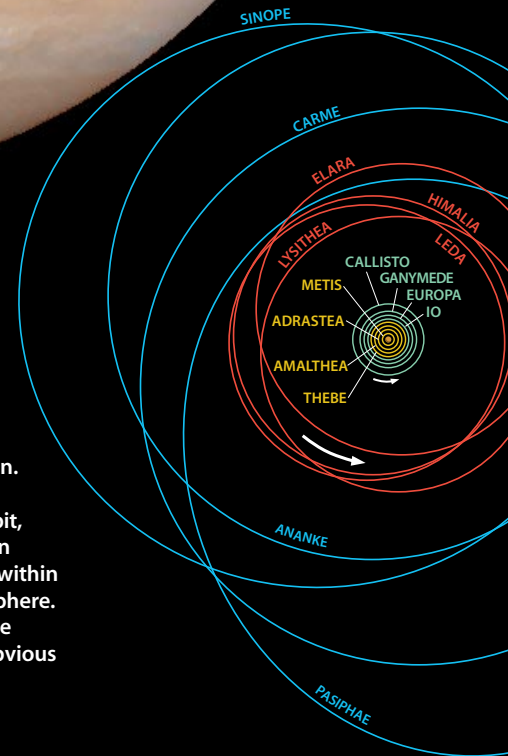 SINOPE
CARME
ELARA
HIMALIA
LYSITHEA
LEDA
CALLISTO
GANYMEDE
METIS
EUROPA
IO
ADRASTEA
AMALTHEA
THEBE
n.
bit,
n
within
phere.
e
bvious
ANANKE
PASIPHAE